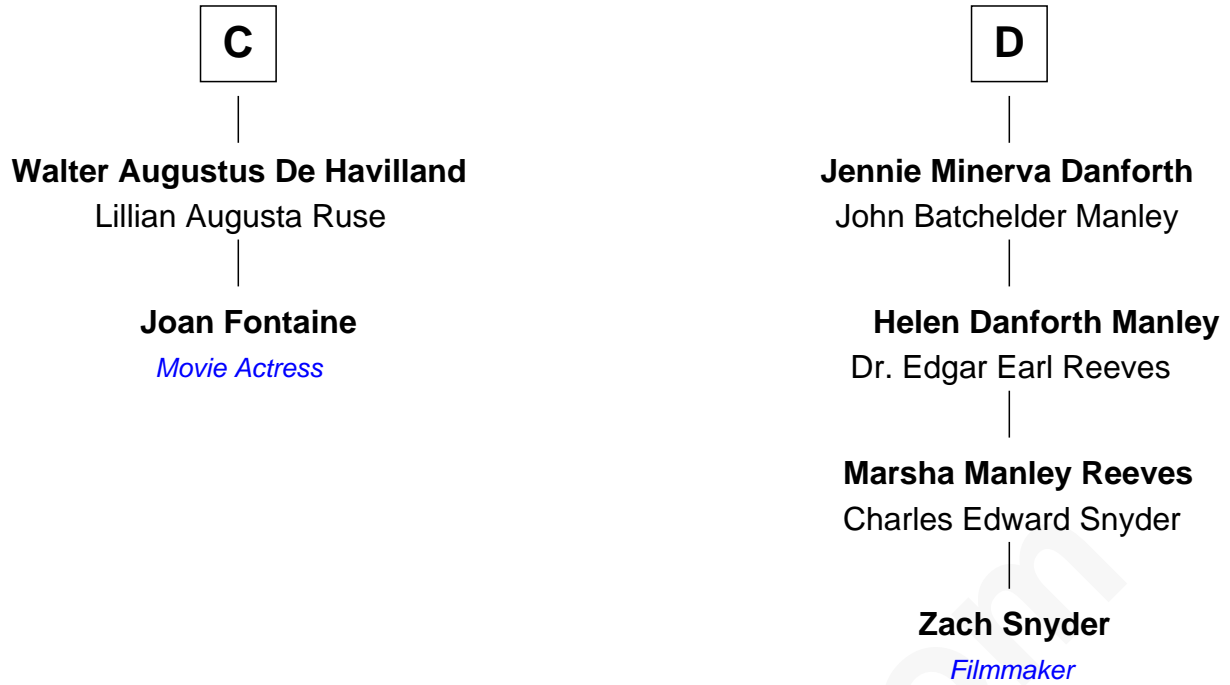 C
Walter Augustus De Havilland
Lillian Augusta Ruse
Joan Fontaine
Movie Actress
D
Jennie Minerva Danforth
John Batchelder Manley
Helen Danforth Manley
Dr. Edgar Earl Reeves
Marsha Manley Reeves
Charles Edward Snyder
Zach Snyder
Filmmaker